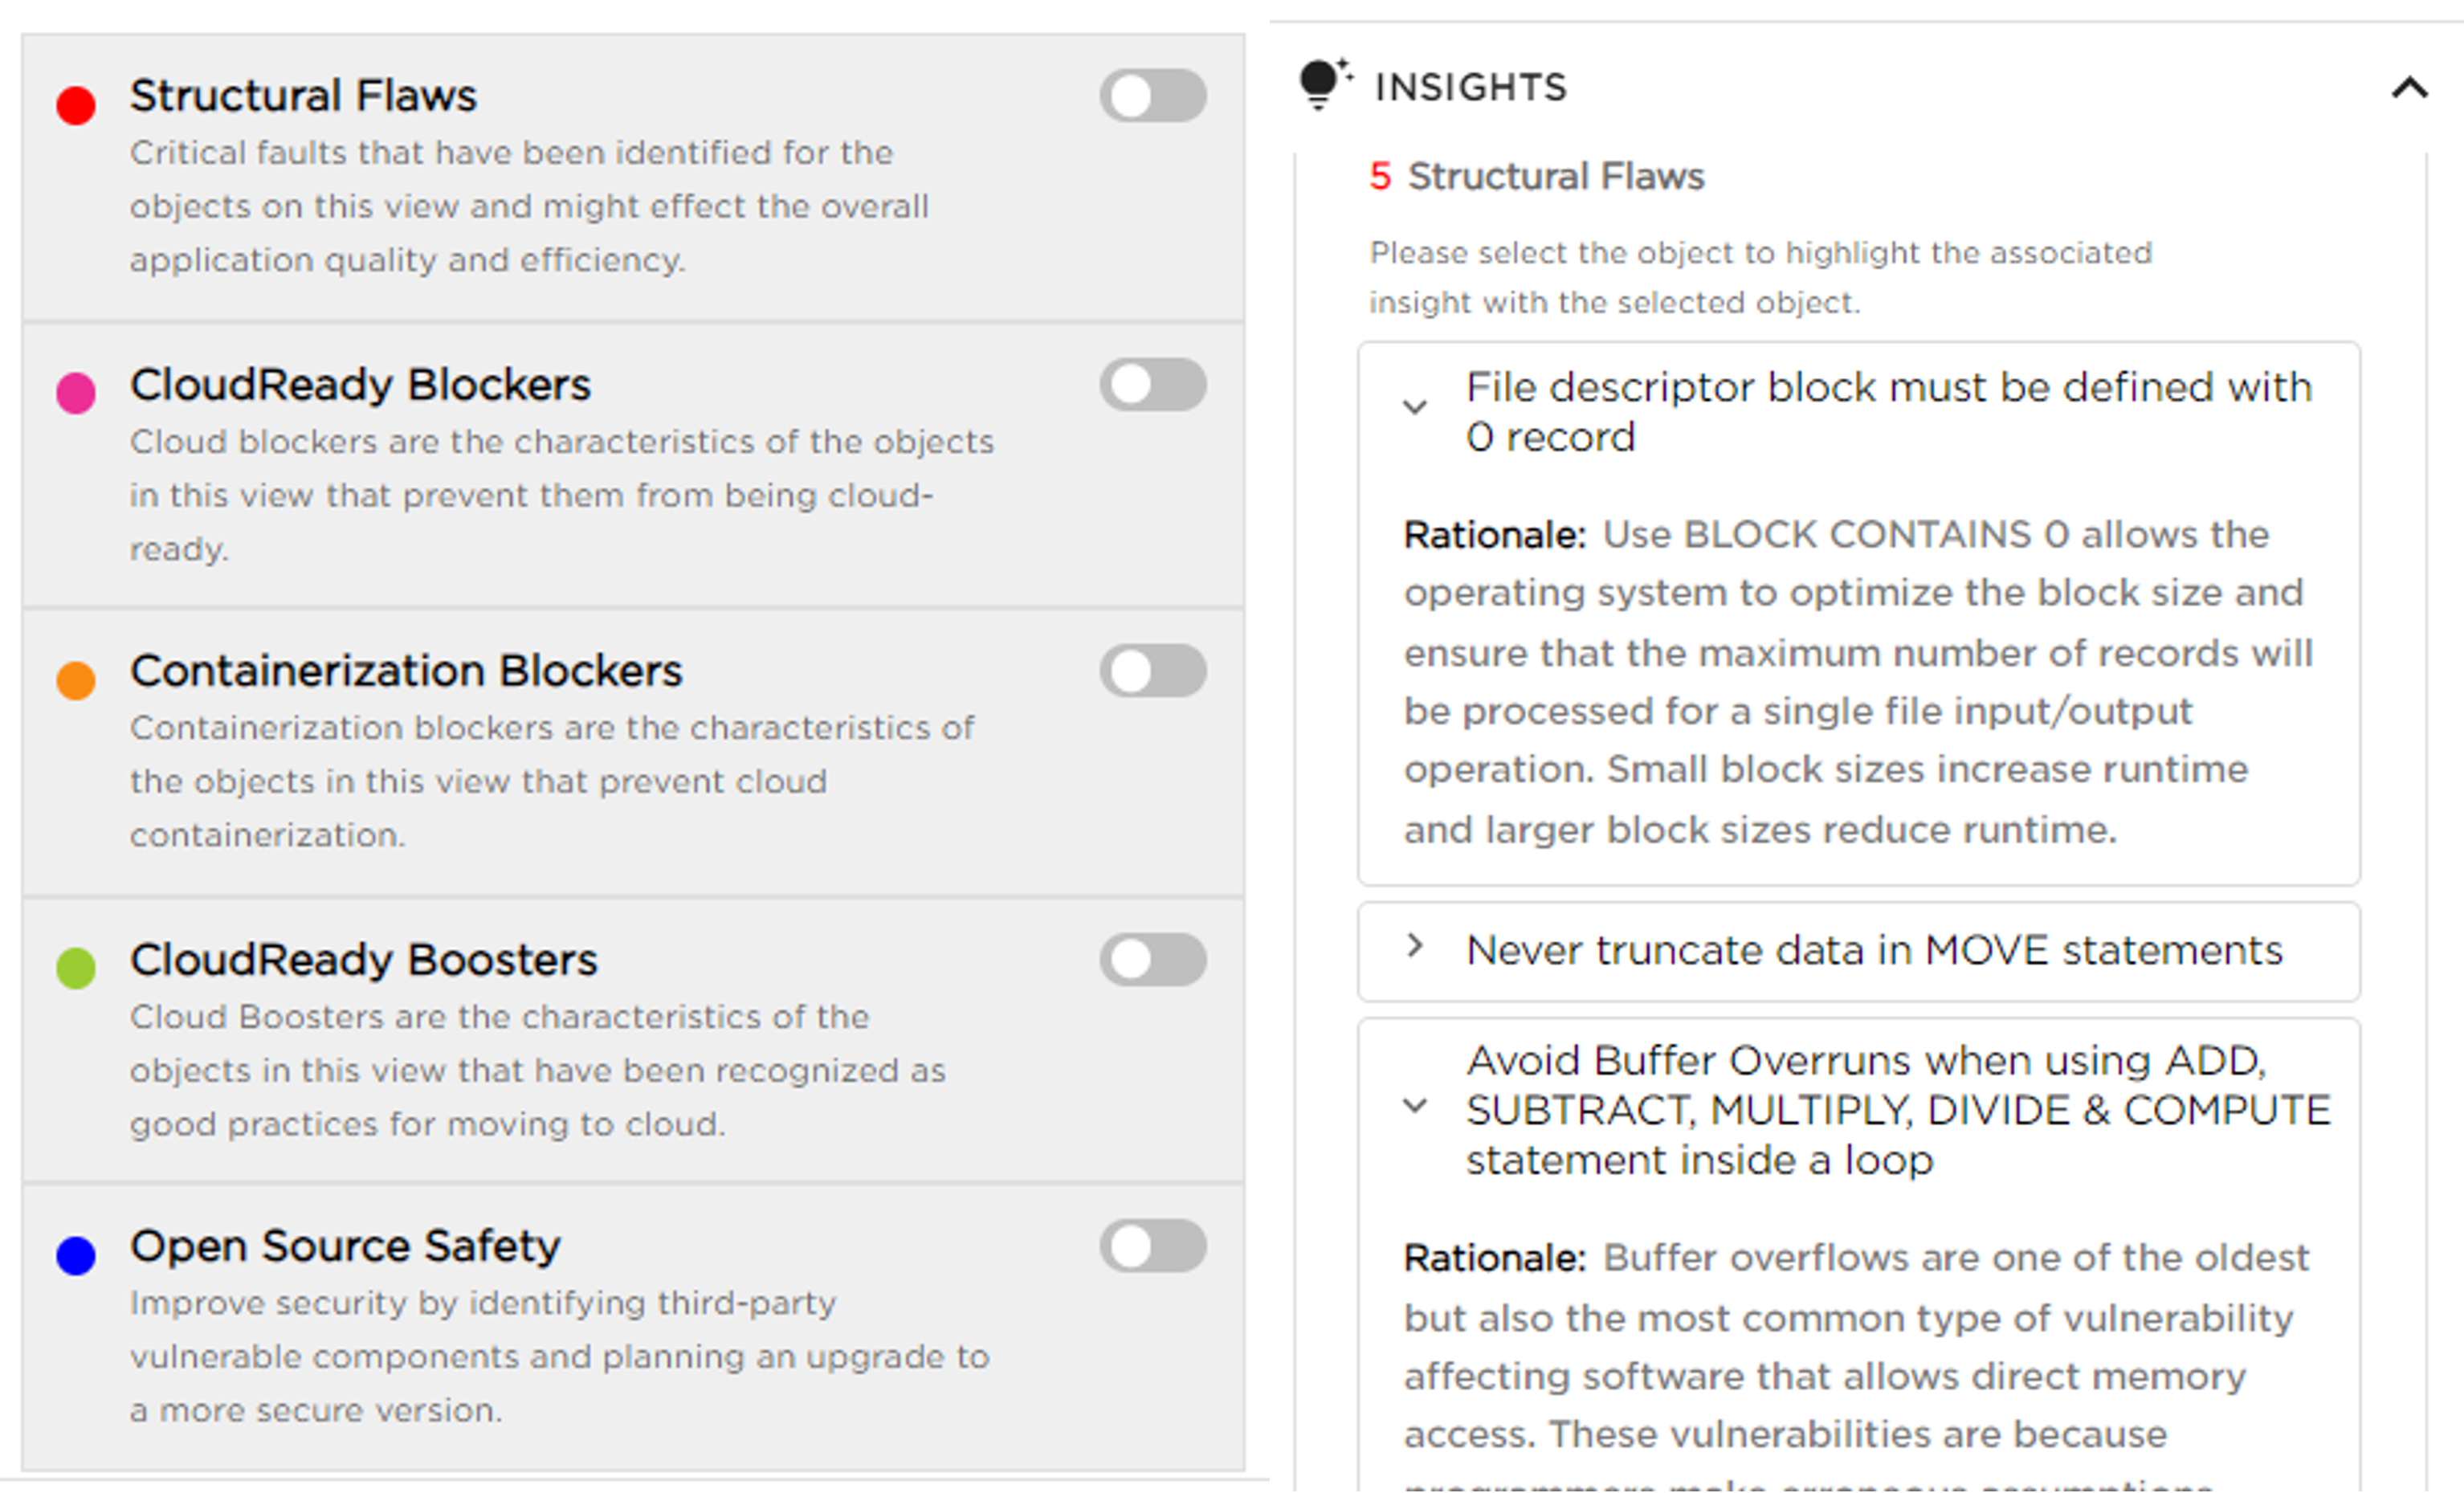 Structural Flaws
Critical faults that have been identified for the
objects on this view and might effect the overall
application quality and efficiency.
CloudReady Blockers
Cloud blockers are the characteristics of the objects
in this view that prevent them from being cloud-
ready.
Containerization Blockers
Containerization blockers are the characteristics of
the objects in this view that prevent cloud
containerization.
CloudReady Boosters
Cloud Boosters are the characteristics of the
objects in this view that have been recognized as
good practices for moving to cloud.
Open Source Safety
Improve security by identifying third-party
vulnerable components and planning an upgrade to
a more secure version.
INSIGHTS
5 Structural Flaws
Please select the object to highlight the associated
insight with the selected object.
File descriptor block must be defined with
0 record
Rationale: Use BLOCK CONTAINS 0 allows the
operating system to optimize the block size and
ensure that the maximum number of records will
be processed for a single file input/output
operation. Small block sizes increase runtime
and larger block sizes reduce runtime.
Never truncate data in MOVE statements
Avoid Buffer Overruns when using ADD,
SUBTRACT, MULTIPLY, DIVIDE & COMPUTE
statement inside a loop
Rationale: Buffer overflows are one of the oldest
but also the most common type of vulnerability
affecting software that allows direct memory
access. These vulnerabilities are because
programmers make erroneous assumptions